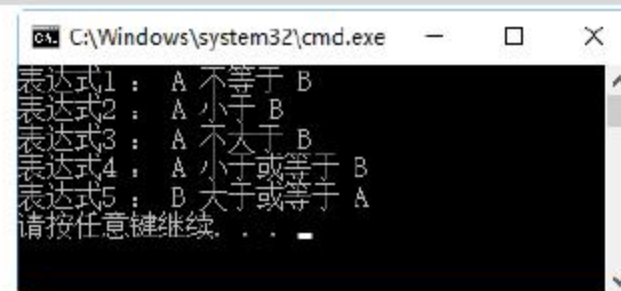 C:\Windows\system32\cmd.exe
表达式1 : A 不等于 B
表达式2 : A 小于 B
表达式3 : A 不大于 B
表达式4 : A 小于或等于 B
表达式5 : B 大于或等于 A
请按任意键继续. . .